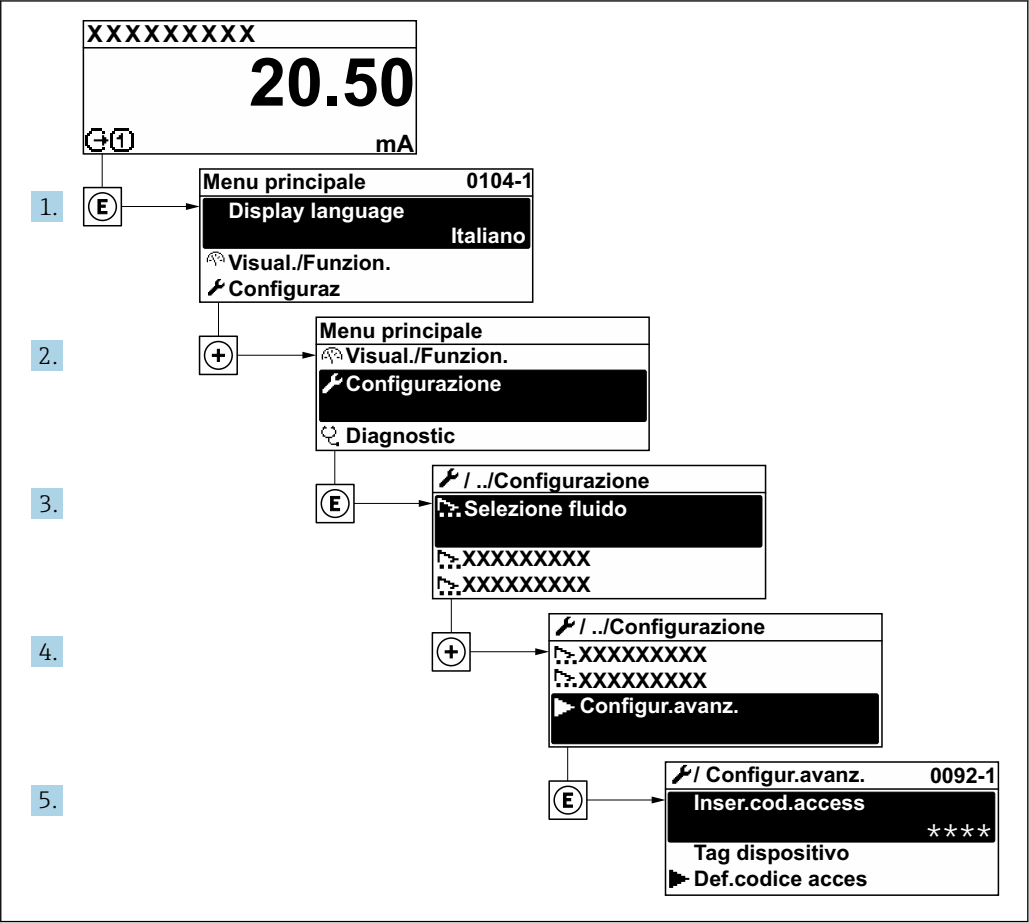 XXXXXXXXX
20.50
1 mA
1. E
Menu principale 0104-1
Display language
Italiano
Visual./Funzion.
Configuraz
2. +
Menu principale
Visual./Funzion.
Configurazione
Diagnostic
3. E
/ ../Configurazione
Selezione fluido
XXXXXXXXX
XXXXXXXXX
4. +
/ ../Configurazione
XXXXXXXXX
XXXXXXXXX
Configur.avanz.
5. E
/ Configur.avanz. 0092-1
Inser.cod.access
****
Tag dispositivo
Def.codice acces